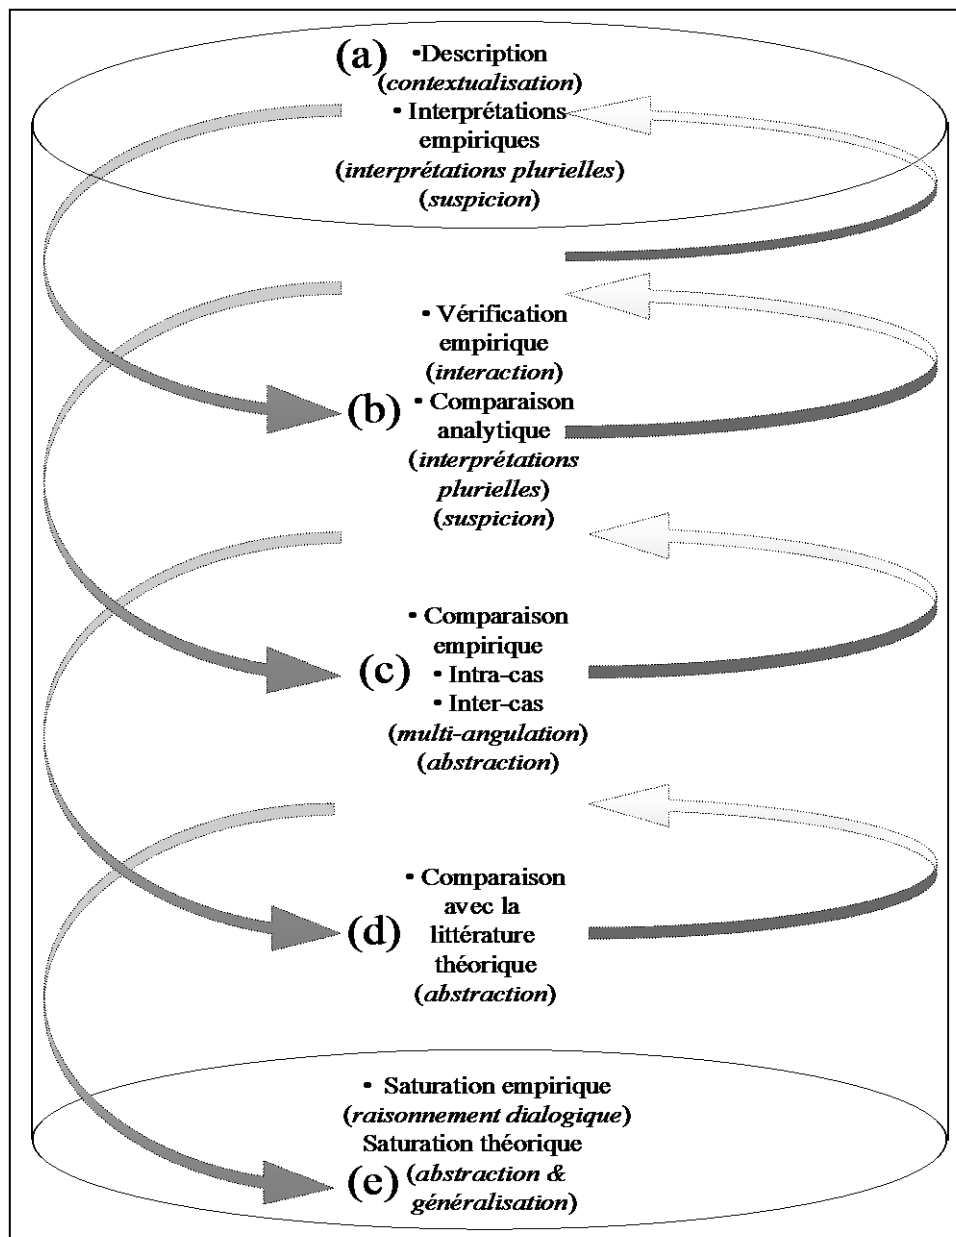 (a) •Description
(contextualisation)
• Interprétations
empiriques
(interprétations plurielles)
(suspicion)
• Vérification
empirique
(interaction)
(b) • Comparaison
analytique
(interprétations
plurielles)
(suspicion)
• Comparaison
empirique
(c) • Intra-cas
• Inter-cas
(multi-angulation)
(abstraction)
• Comparaison
avec la
(d) littérature
théorique
(abstraction)
• Saturation empirique
(raisonnement dialogique)
Saturation théorique
(e) (abstraction &
généralisation)